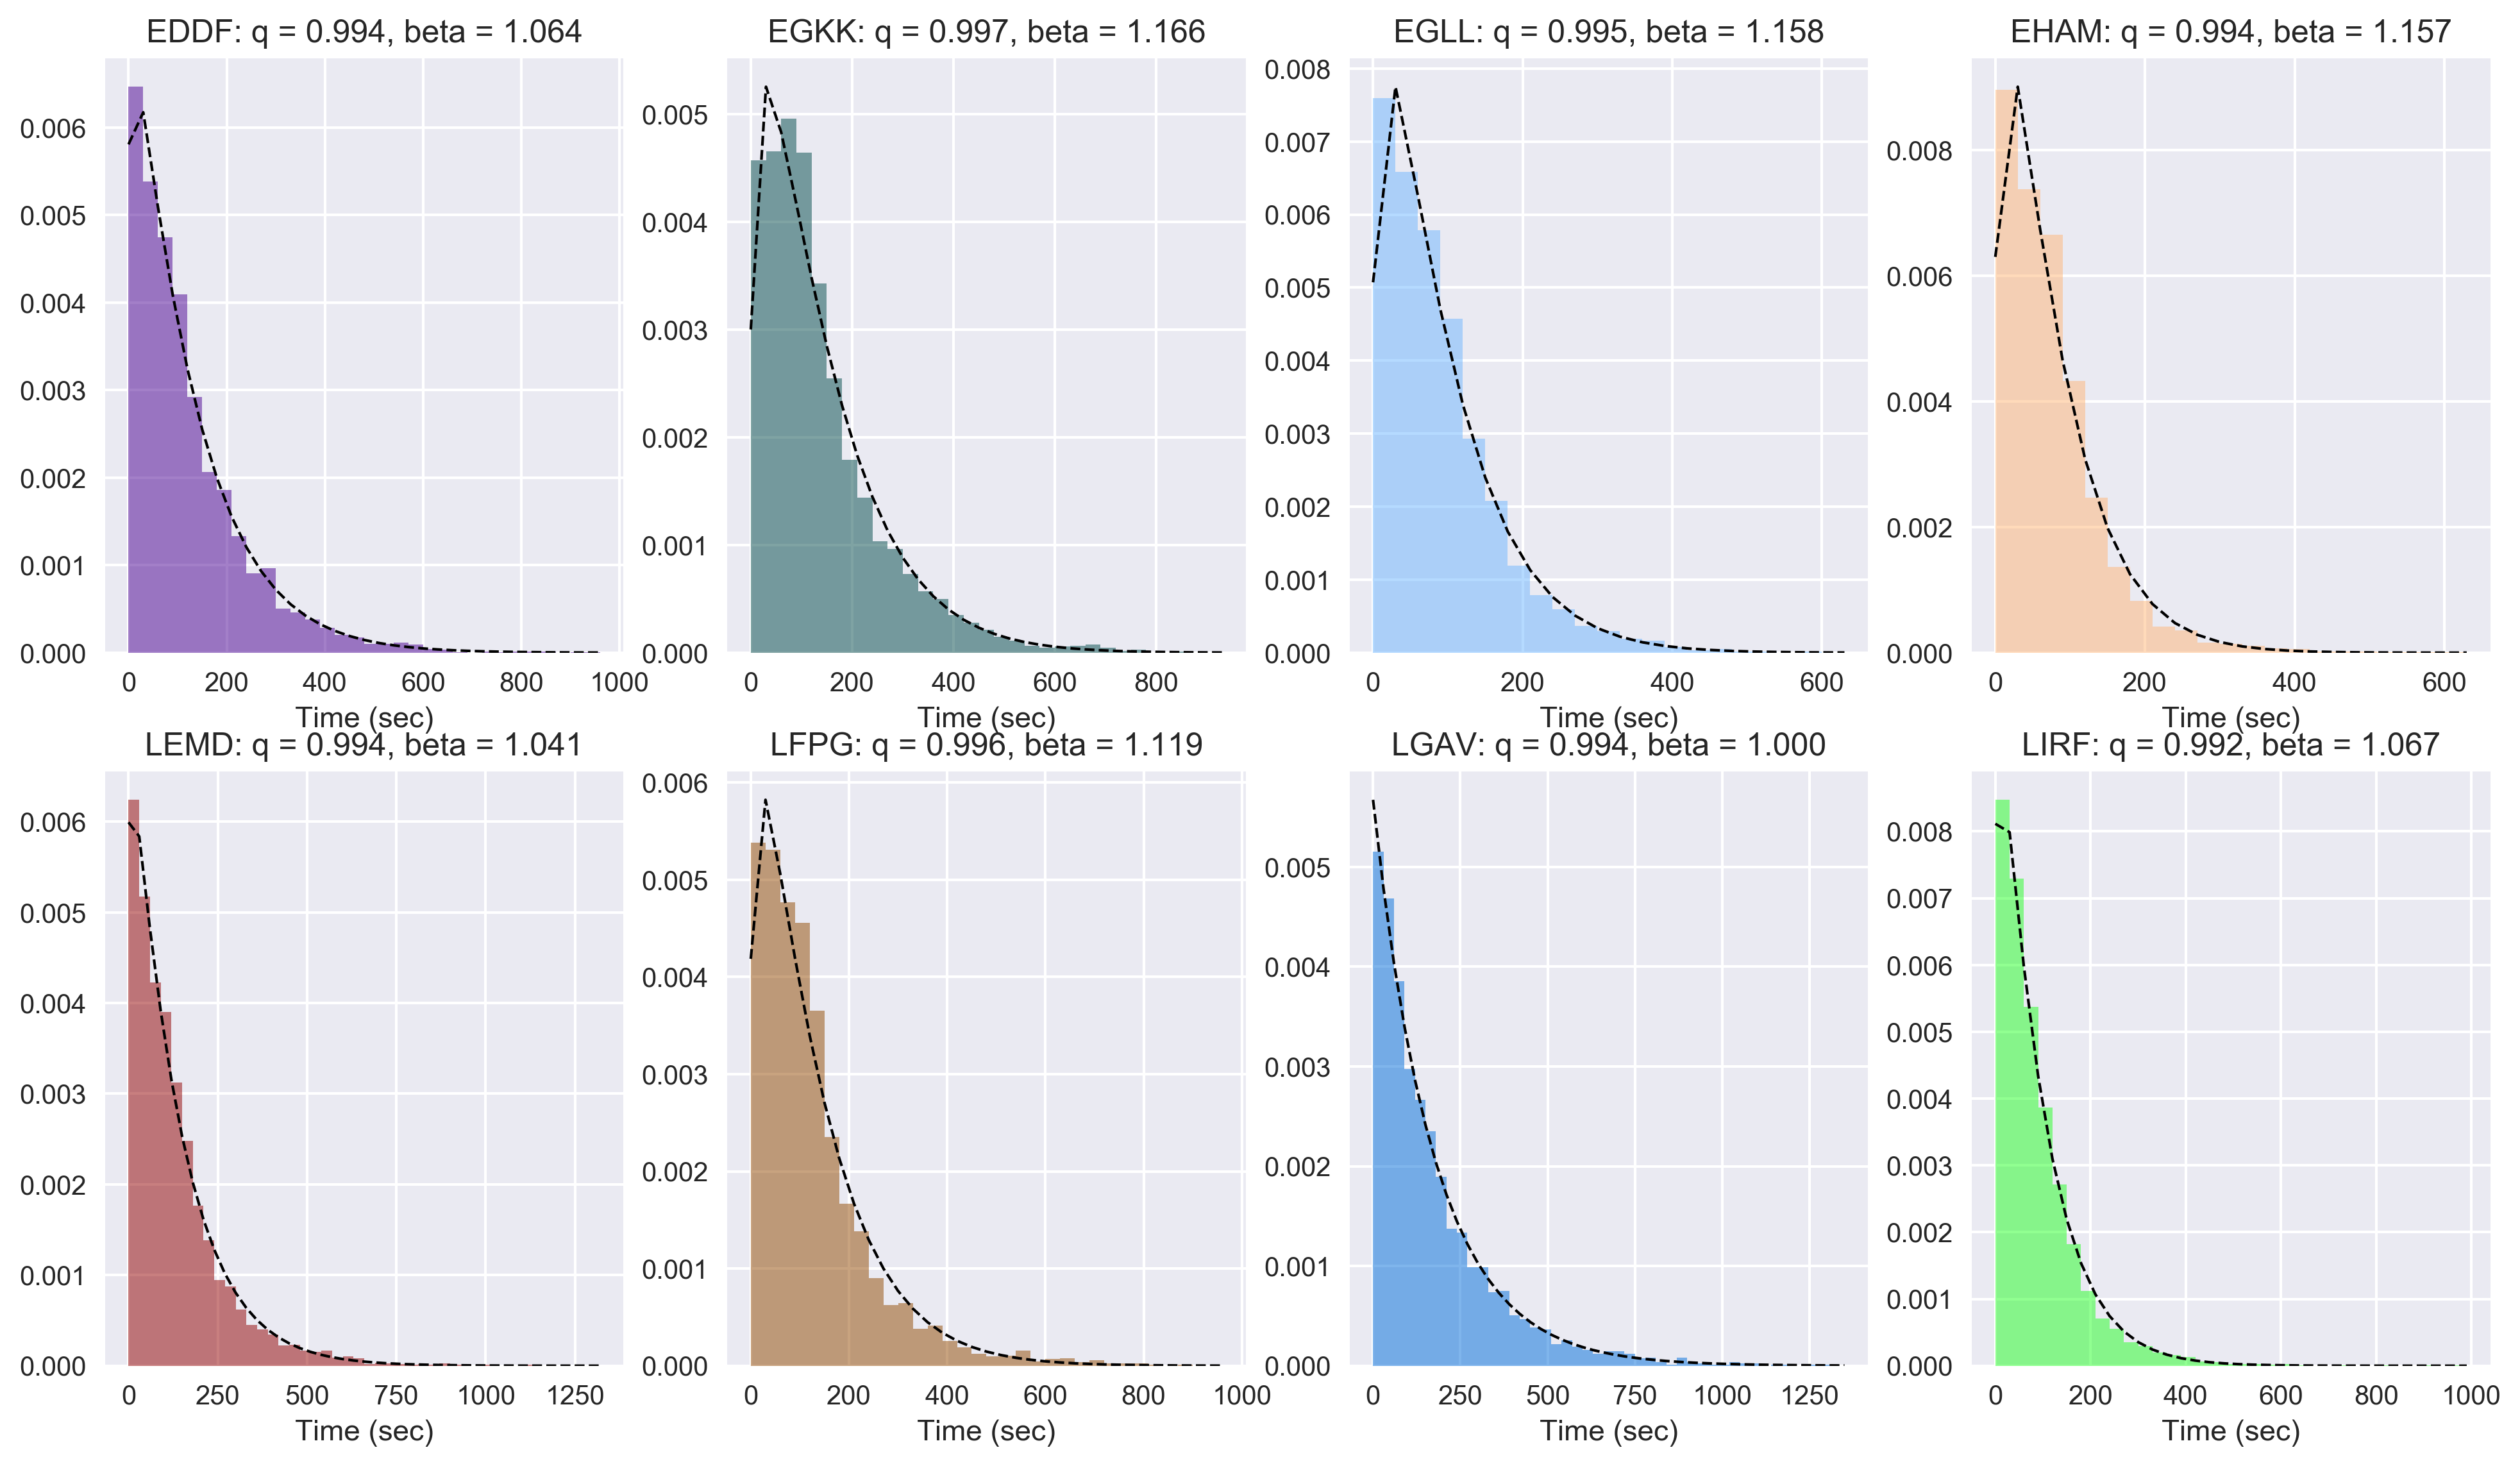 EDDF: q = 0.994, beta = 1.064
0.006
0.005
0.004
0.003
0.002
0.001
0.000
0 200 400 600 800 1000
Time (sec)
EGKK: q = 0.997, beta = 1.166
0.005
0.004
0.003
0.002
0.001
0.000
0 200 400 600 800
Time (sec)
EGLL: q = 0.995, beta = 1.158
0.008
0.007
0.006
0.005
0.004
0.003
0.002
0.001
0.000
0 200 400 600
Time (sec)
EHAM: q = 0.994, beta = 1.157
0.008
0.006
0.004
0.002
0.000
0 200 400 600
Time (sec)
LEMD: q = 0.994, beta = 1.041
0.006
0.005
0.004
0.003
0.002
0.001
0.000
0 250 500 750 1000 1250
Time (sec)
LFPG: q = 0.996, beta = 1.119
0.006
0.005
0.004
0.003
0.002
0.001
0.000
0 200 400 600 800 1000
Time (sec)
LGAV: q = 0.994, beta = 1.000
0.005
0.004
0.003
0.002
0.001
0.000
0 250 500 750 1000 1250
Time (sec)
LIRF: q = 0.992, beta = 1.067
0.008
0.007
0.006
0.005
0.004
0.003
0.002
0.001
0.000
0 200 400 600 800 1000
Time (sec)